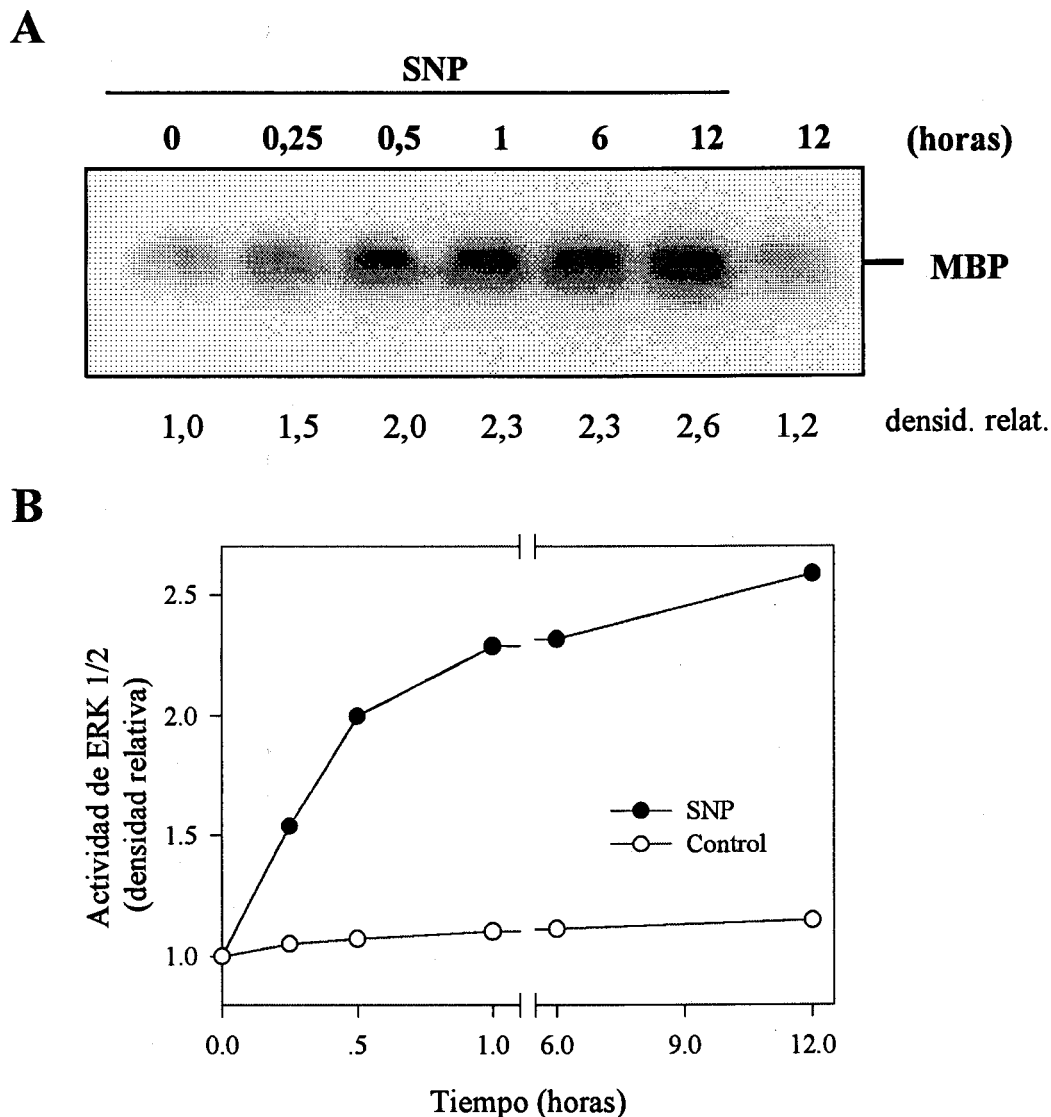 A
SNP
0 0,25 0,5 1 6 12 12 (horas)
MBP
1,0 1,5 2,0 2,3 2,3 2,6 1,2 densid. relat.
B
Actividad de ERK 1/2
(densidad relativa)
2.5
2.0
1.5
1.0
SNP
Control
0.0 .5 1.0 6.0 9.0 12.0
Tiempo (horas)